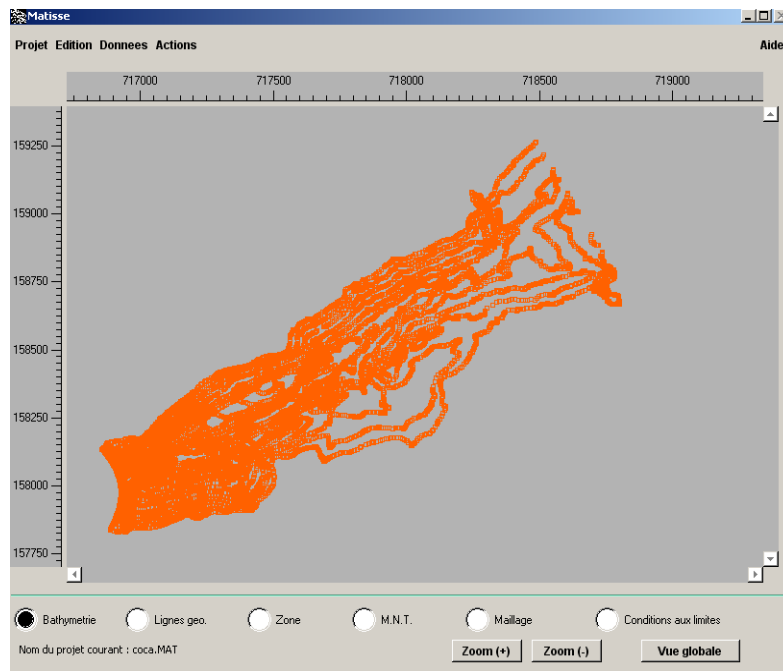 Matisse
Projet Edition Donnees Actions Aide
717000 717500 718000 718500 719000
159250
159000
158750
158500
158250
158000
157750
Bathymetrie Lignes geo. Zone M.N.T. Maillage Conditions aux limites
Nom du projet courant : coca.MAT Zoom (+) Zoom (-) Vue globale